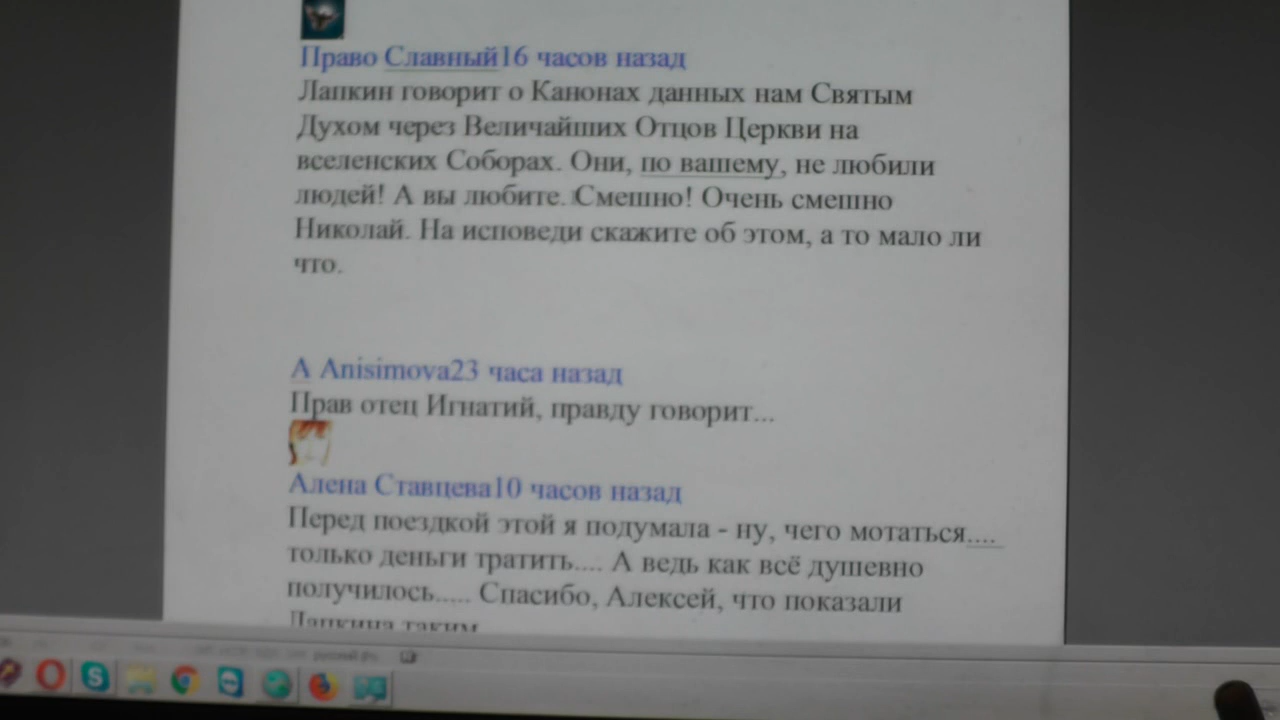 Право Славный16 часов назад
Лапкин говорит о Канонах данных нам Святым
Духом через Величайших Отцов Церкви на
вселенских Соборах. Они, по вашему, не любили
людей! А вы любите. Смешно! Очень смешно
Николай. На исповеди скажите об этом, а то мало ли
что.
A Anisimova23 часа назад
Прав отец Игнатий, правду говорит...
Алена Ставцева10 часов назад
Перед поездкой этой я подумала - ну, чего мотаться....
только деньги тратить.... А ведь как всё душевно
получилось..... Спасибо, Алексей, что показали
Лапкина таким